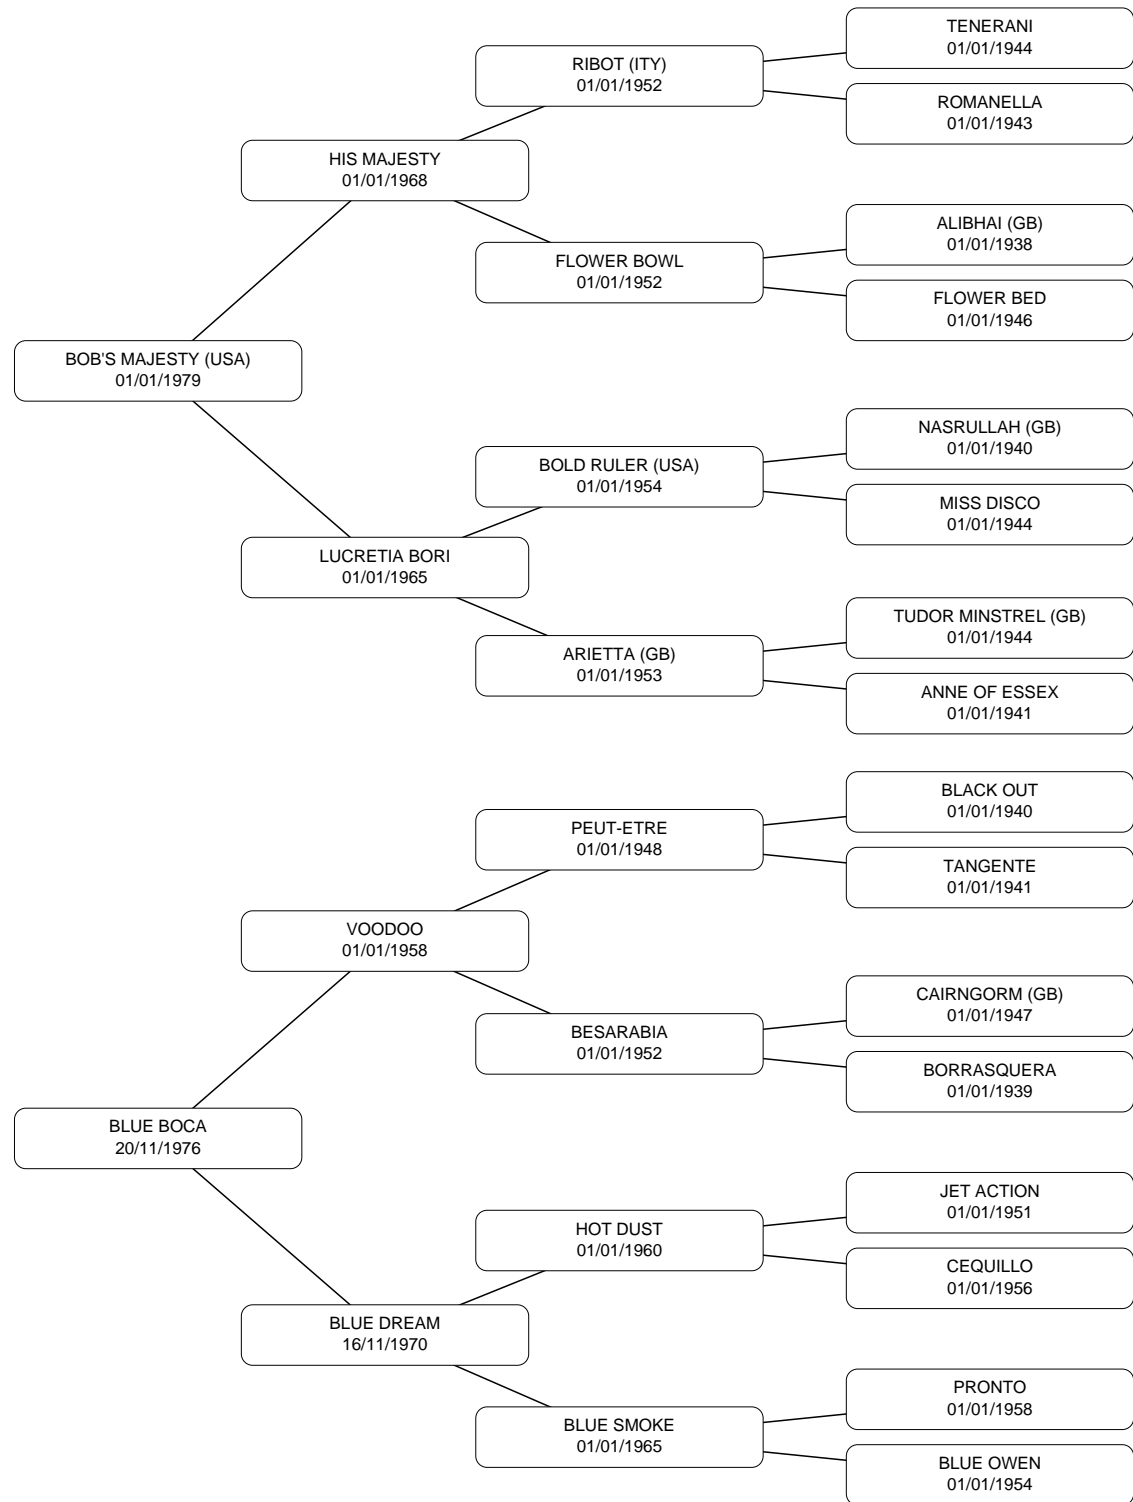 TENERANI
01/01/1944
RIBOT (ITY)
01/01/1952
ROMANELLA
01/01/1943
HIS MAJESTY
01/01/1968
ALIBHAI (GB)
01/01/1938
FLOWER BOWL
01/01/1952
FLOWER BED
01/01/1946
BOB'S MAJESTY (USA)
01/01/1979
NASRULLAH (GB)
01/01/1940
BOLD RULER (USA)
01/01/1954
MISS DISCO
01/01/1944
LUCRETIA BORI
01/01/1965
TUDOR MINSTREL (GB)
01/01/1944
ARIETTA (GB)
01/01/1953
ANNE OF ESSEX
01/01/1941
BLACK OUT
01/01/1940
PEUT-ETRE
01/01/1948
TANGENTE
01/01/1941
VOODOO
01/01/1958
CAIRNGORM (GB)
01/01/1947
BESARABIA
01/01/1952
BORRASQUERA
01/01/1939
BLUE BOCA
20/11/1976
JET ACTION
01/01/1951
HOT DUST
01/01/1960
CEQUILLO
01/01/1956
BLUE DREAM
16/11/1970
PRONTO
01/01/1958
BLUE SMOKE
01/01/1965
BLUE OWEN
01/01/1954